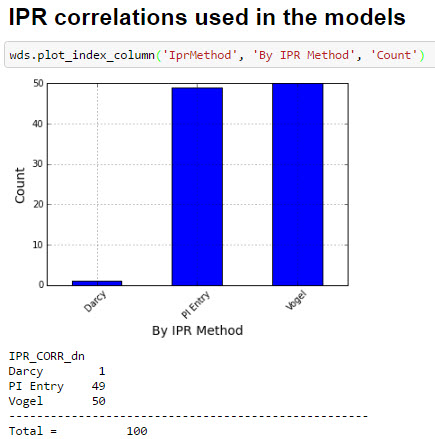 IPR correlations used in the models
wds.plot_index_column('IprMethod', 'By IPR Method', 'Count')
50
40
30
20
10
0
Count
Darcy
PI Entry
Vogel
By IPR Method
IPR_CORR_dn
Darcy 1
PI Entry 49
Vogel 50
--------------------------------------------------
Total = 100